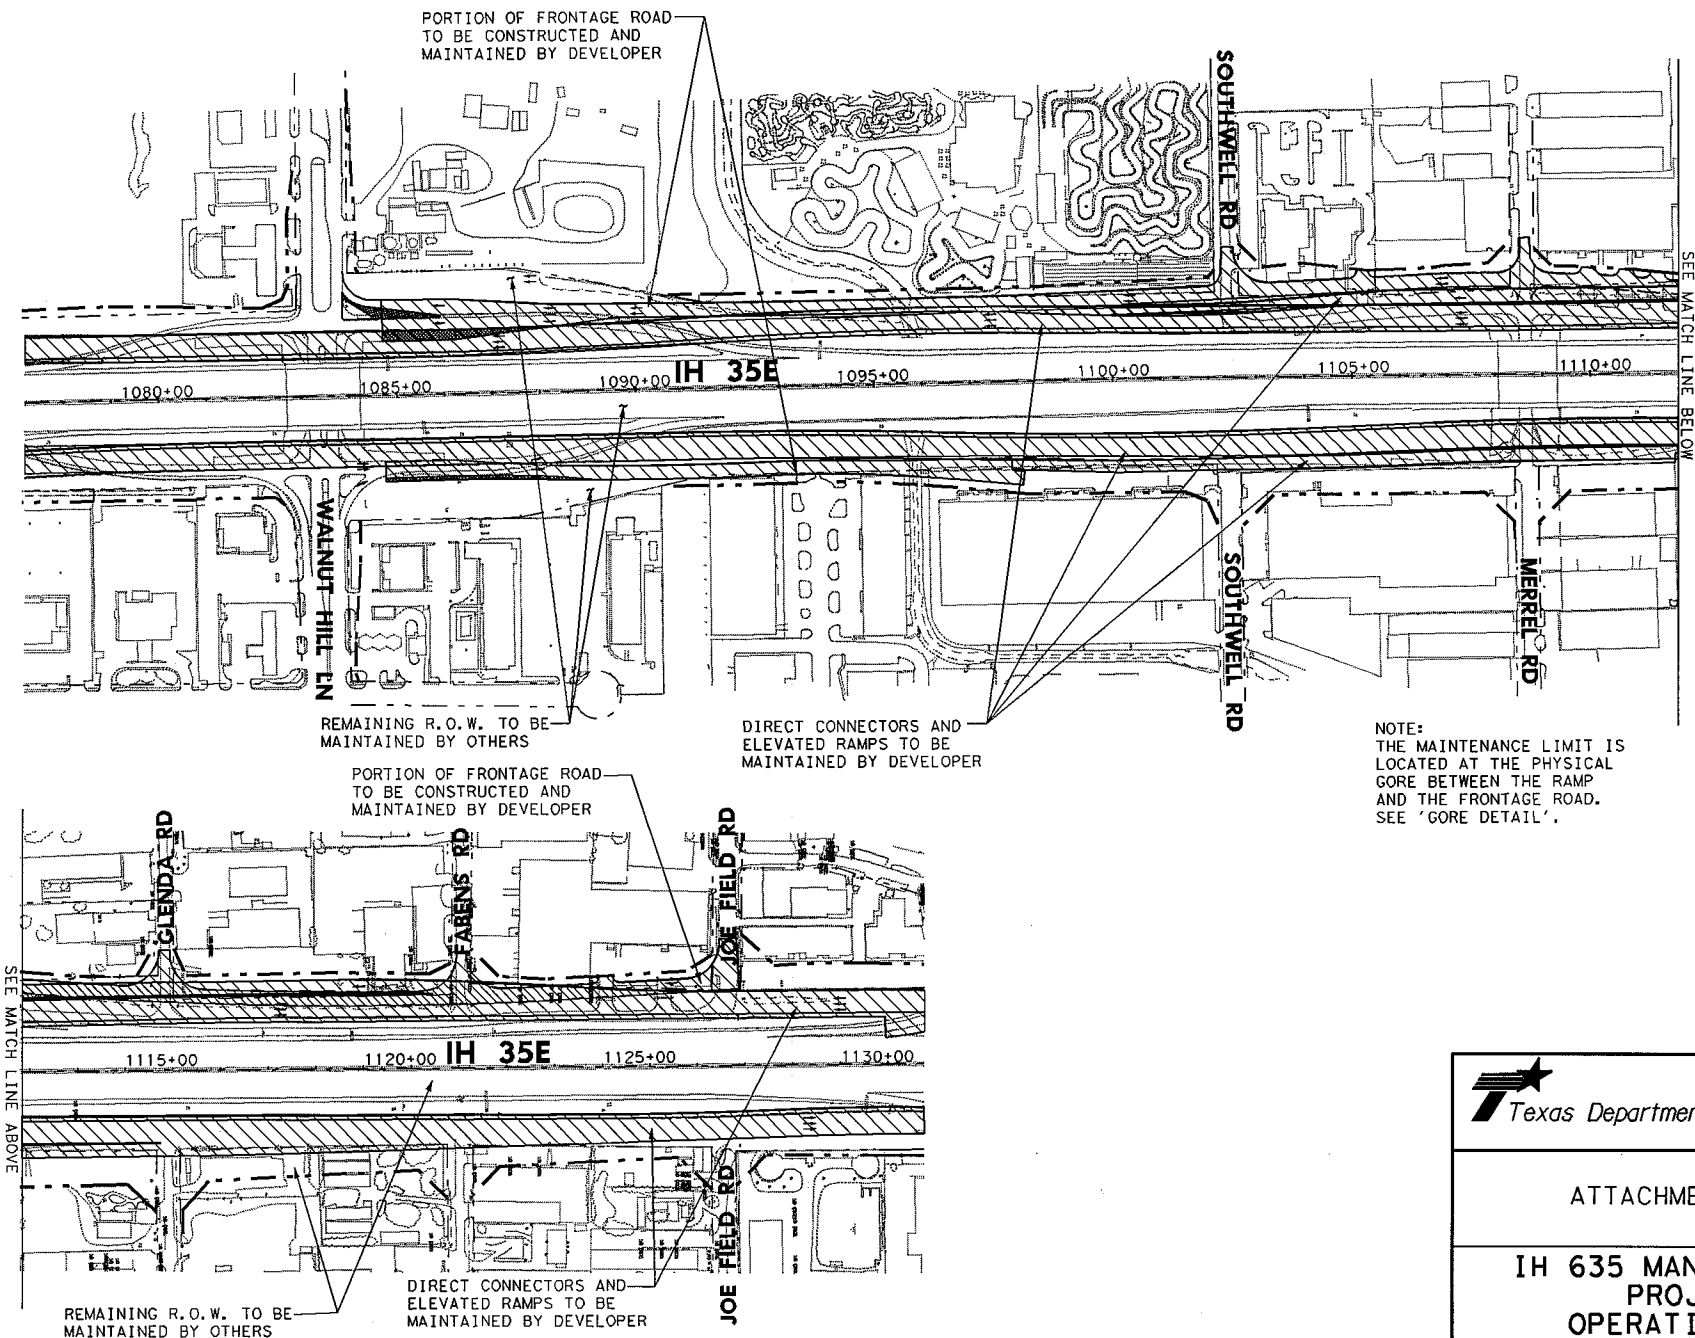 PORTION OF FRONTAGE ROAD
TO BE CONSTRUCTED AND
MAINTAINED BY DEVELOPER
SOUTHWELL RD
SEE MATCH LINE BELOW
IH 35E
1080+00
1085+00
1090+00
1095+00
1100+00
1105+00
1110+00
WALNUT HILL LN
SOUTHWELL RD
MERREL RD
REMAINING R.O.W. TO BE
MAINTAINED BY OTHERS
DIRECT CONNECTORS AND
ELEVATED RAMPS TO BE
MAINTAINED BY DEVELOPER
NOTE:
THE MAINTENANCE LIMIT IS
LOCATED AT THE PHYSICAL
GORE BETWEEN THE RAMP
AND THE FRONTAGE ROAD.
SEE 'GORE DETAIL'.
PORTION OF FRONTAGE ROAD
TO BE CONSTRUCTED AND
MAINTAINED BY DEVELOPER
GLENDA RD
FABENS RD
JOE FIELD RD
SEE MATCH LINE ABOVE
IH 35E
1115+00
1120+00
1125+00
1130+00
JOE FIELD RD
REMAINING R.O.W. TO BE
MAINTAINED BY OTHERS
DIRECT CONNECTORS AND
ELEVATED RAMPS TO BE
MAINTAINED BY DEVELOPER
Texas Departmen
ATTACHME
IH 635 MAN
PROJ
OPERATI